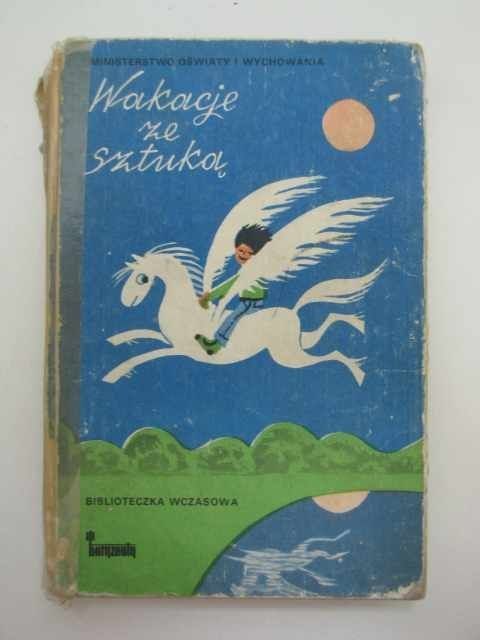 MINISTERSTWO OŚWIATY I WYCHOWANIA
Wakacje
ze
sztuką
BIBLIOTECZKA WCZASOWA